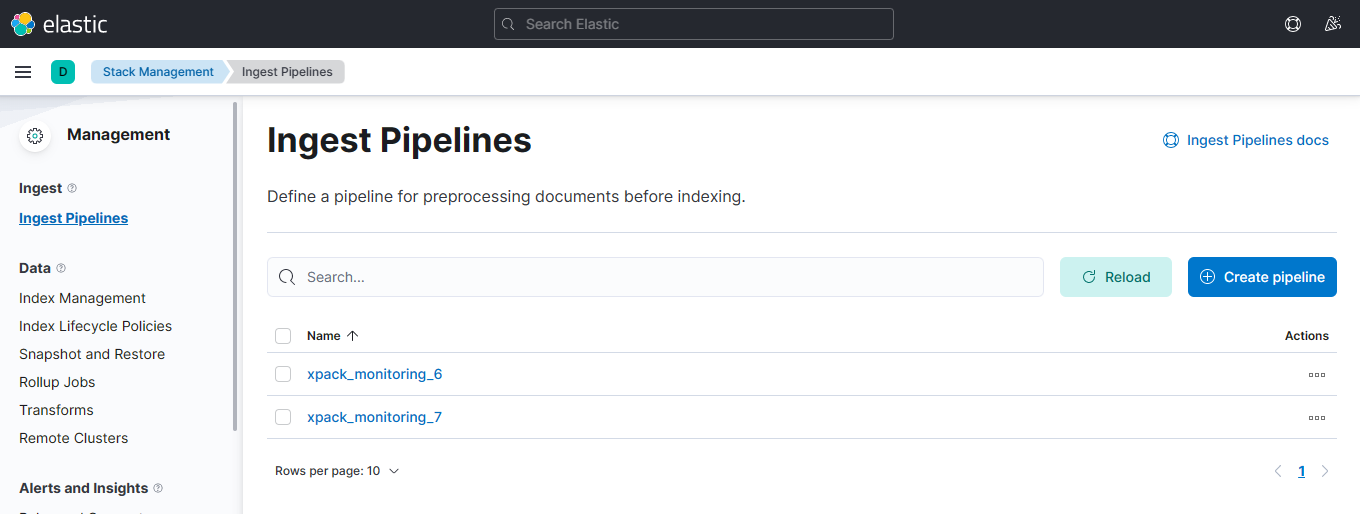 elastic
Search Elastic
D
Stack Management
Ingest Pipelines
Management
Ingest
Ingest Pipelines
Data
Index Management
Index Lifecycle Policies
Snapshot and Restore
Rollup Jobs
Transforms
Remote Clusters
Alerts and Insights
Ingest Pipelines
Ingest Pipelines docs
Define a pipeline for preprocessing documents before indexing.
Search...
Reload
Create pipeline
Name
Actions
xpack_monitoring_6
xpack_monitoring_7
Rows per page: 10
1